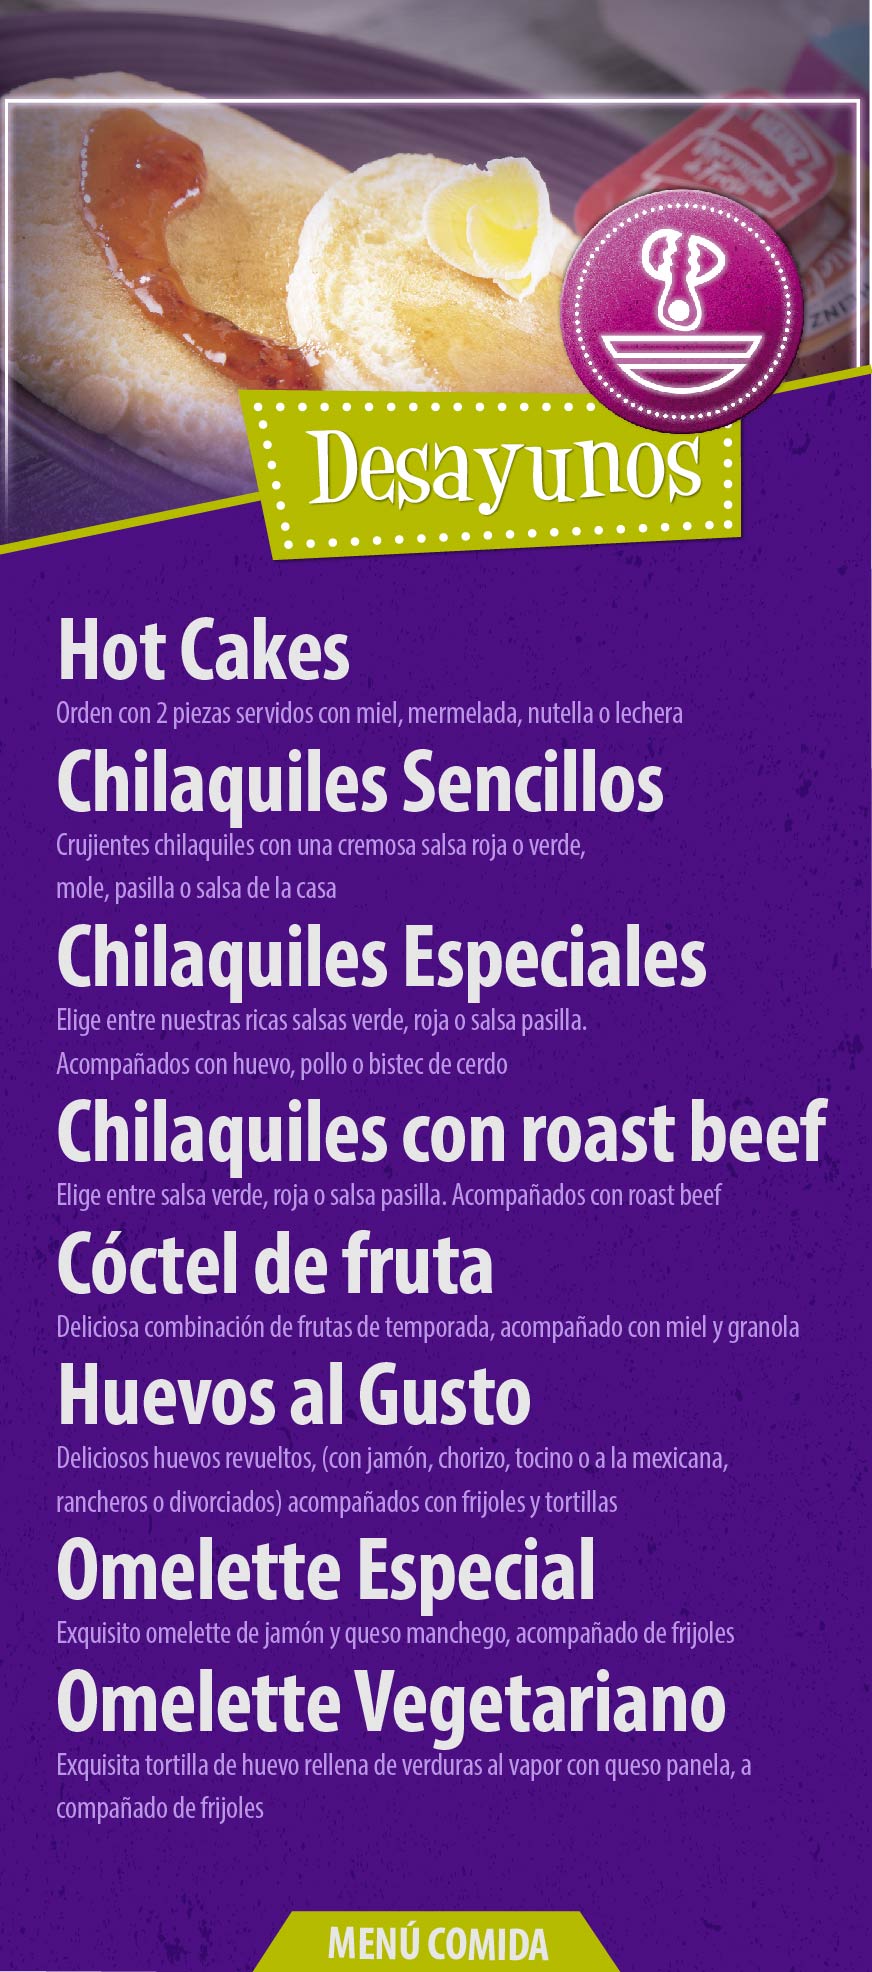 HEINZ
Mermelada
de Fresa
HEINZ
Desayunos
Hot Cakes
Orden con 2 piezas servidos con miel, mermelada, nutella o lechera
Chilaquiles Sencillos
Crujientes chilaquiles con una cremosa salsa roja o verde,
mole, pasilla o salsa de la casa
Chilaquiles Especiales
Elige entre nuestras ricas salsas verde, roja o salsa pasilla.
Acompañados con huevo, pollo o bistec de cerdo
Chilaquiles con roast beef
Elige entre salsa verde, roja o salsa pasilla. Acompañados con roast beef
Cóctel de fruta
Deliciosa combinación de frutas de temporada, acompañado con miel y granola
Huevos al Gusto
Deliciosos huevos revueltos, (con jamón, chorizo, tocino o a la mexicana,
rancheros o divorciados) acompañados con frijoles y tortillas
Omelette Especial
Exquisito omelette de jamón y queso manchego, acompañado de frijoles
Omelette Vegetariano
Exquisita tortilla de huevo rellena de verduras al vapor con queso panela, a
compañado de frijoles
MENÚ COMIDA